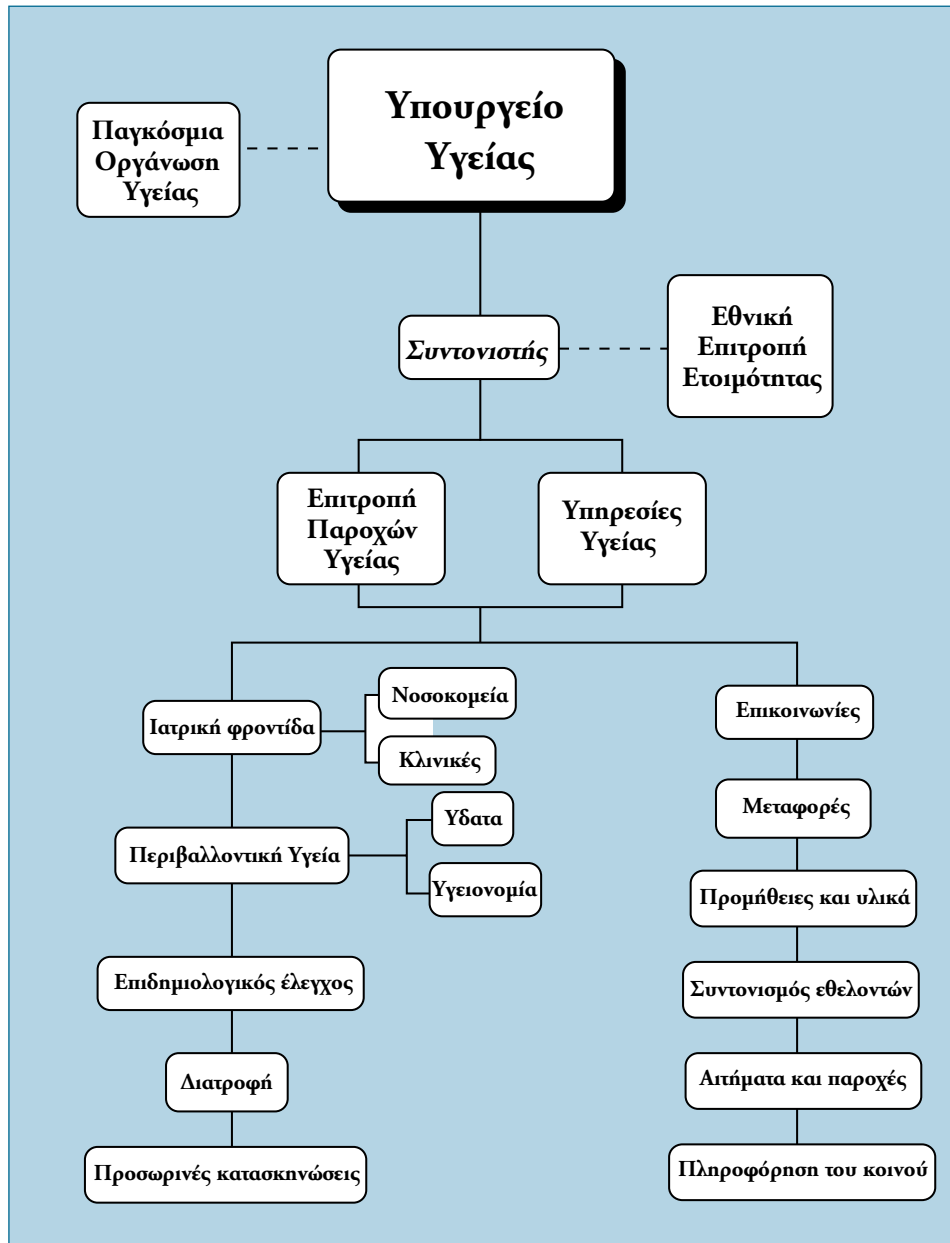 Υπουργείο
Υγείας
Παγκόσμια
Οργάνωση
Υγείας
Συντονιστής
Εθνική
Επιτροπή
Ετοιμότητας
Επιτροπή
Παροχών
Υγείας
Υπηρεσίες
Υγείας
Ιατρική φροντίδα
Νοσοκομεία
Κλινικές
Περιβαλλοντική Υγεία
Υδατα
Υγειονομία
Επιδημιολογικός έλεγχος
Διατροφή
Προσωρινές κατασκηνώσεις
Επικοινωνίες
Μεταφορές
Προμήθειες και υλικά
Συντονισμός εθελοντών
Αιτήματα και παροχές
Πληροφόρηση του κοινού